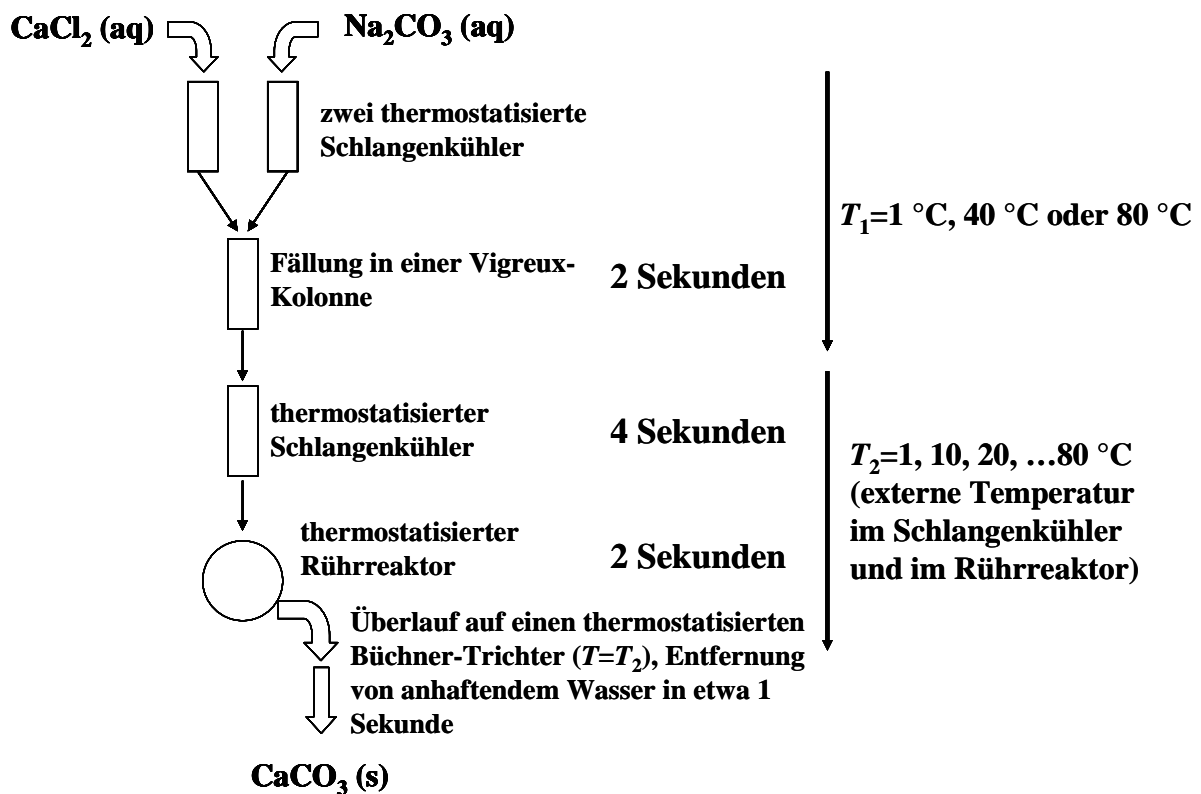 CaCl₂ (aq)
Na₂CO₃ (aq)
zwei thermostatisierte
Schlangenkühler
T₁=1 °C, 40 °C oder 80 °C
Fällung in einer Vigreux-
Kolonne
2 Sekunden
thermostatisierter
Schlangenkühler
4 Sekunden
T₂=1, 10, 20, …80 °C
(externe Temperatur
im Schlangenkühler
und im Rührreaktor)
thermostatisierter
Rührreaktor
2 Sekunden
Überlauf auf einen thermostatisierten
Büchner-Trichter (T=T₂), Entfernung
von anhaftendem Wasser in etwa 1
Sekunde
CaCO₃ (s)